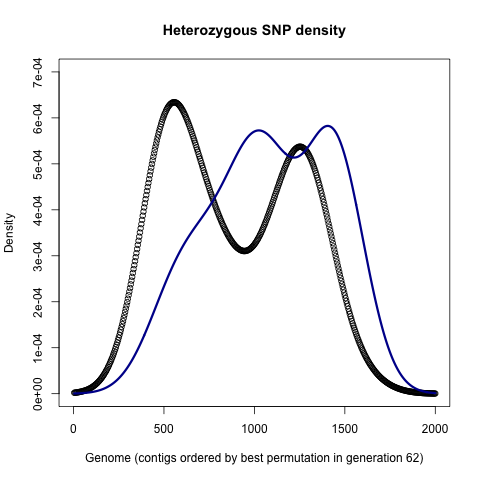 Heterozygous SNP density
Density
7e-04
6e-04
5e-04
4e-04
3e-04
2e-04
1e-04
0e+00
0 500 1000 1500 2000
Genome (contigs ordered by best permutation in generation 62)